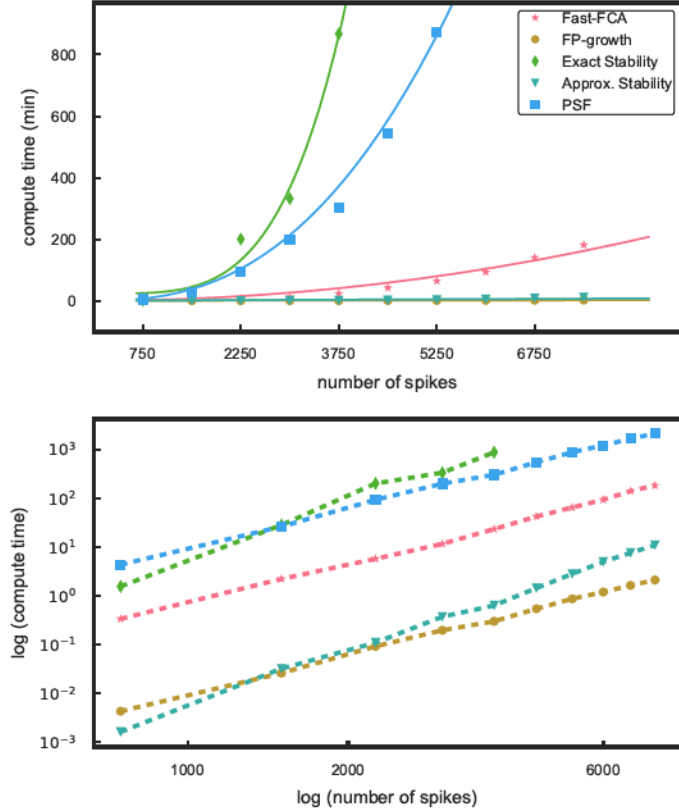 Fast-FCA
FP-growth
Exact Stability
Approx. Stability
PSF
compute time (min)
800
600
400
200
0
750 2250 3750 5250 6750
number of spikes
log (compute time)
10³
10²
10¹
10⁰
10⁻¹
10⁻²
10⁻³
1000 2000 6000
log (number of spikes)